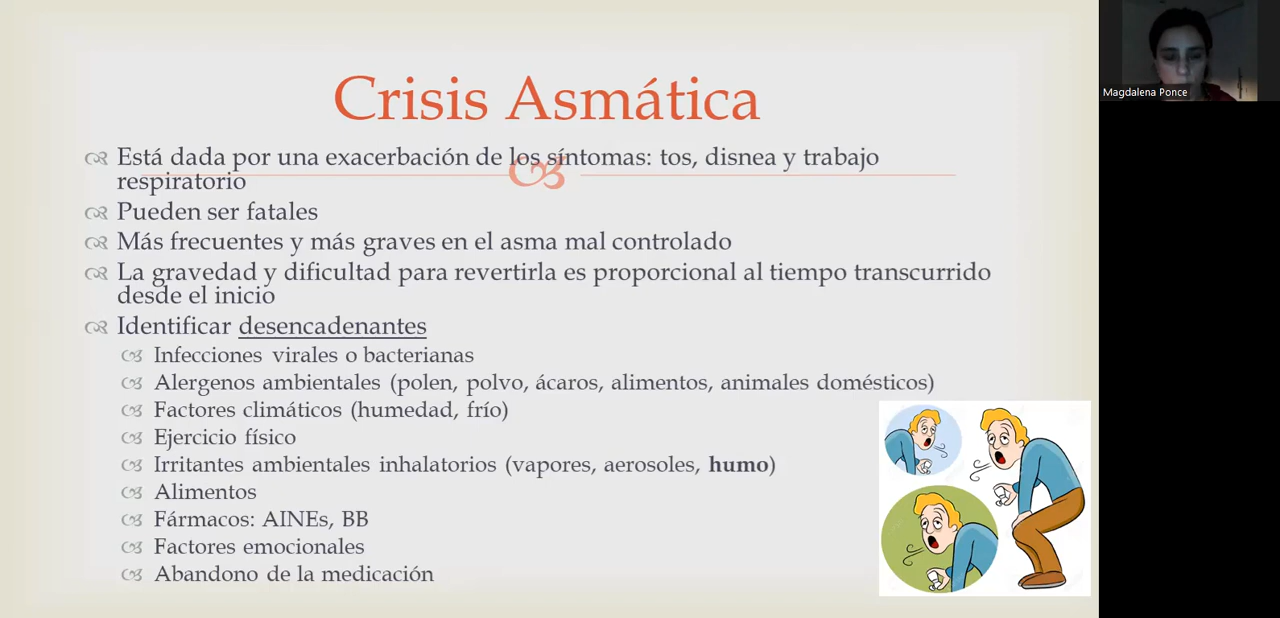 Crisis Asmática
Está dada por una exacerbación de los síntomas: tos, disnea y trabajo
respiratorio
Pueden ser fatales
Más frecuentes y más graves en el asma mal controlado
La gravedad y dificultad para revertirla es proporcional al tiempo transcurrido
desde el inicio
Identificar desencadenantes
Infecciones virales o bacterianas
Alergenos ambientales (polen, polvo, ácaros, alimentos, animales domésticos)
Factores climáticos (humedad, frío)
Ejercicio físico
Irritantes ambientales inhalatorios (vapores, aerosoles, humo)
Alimentos
Fármacos: AINEs, BB
Factores emocionales
Abandono de la medicación
Magdalena Ponce